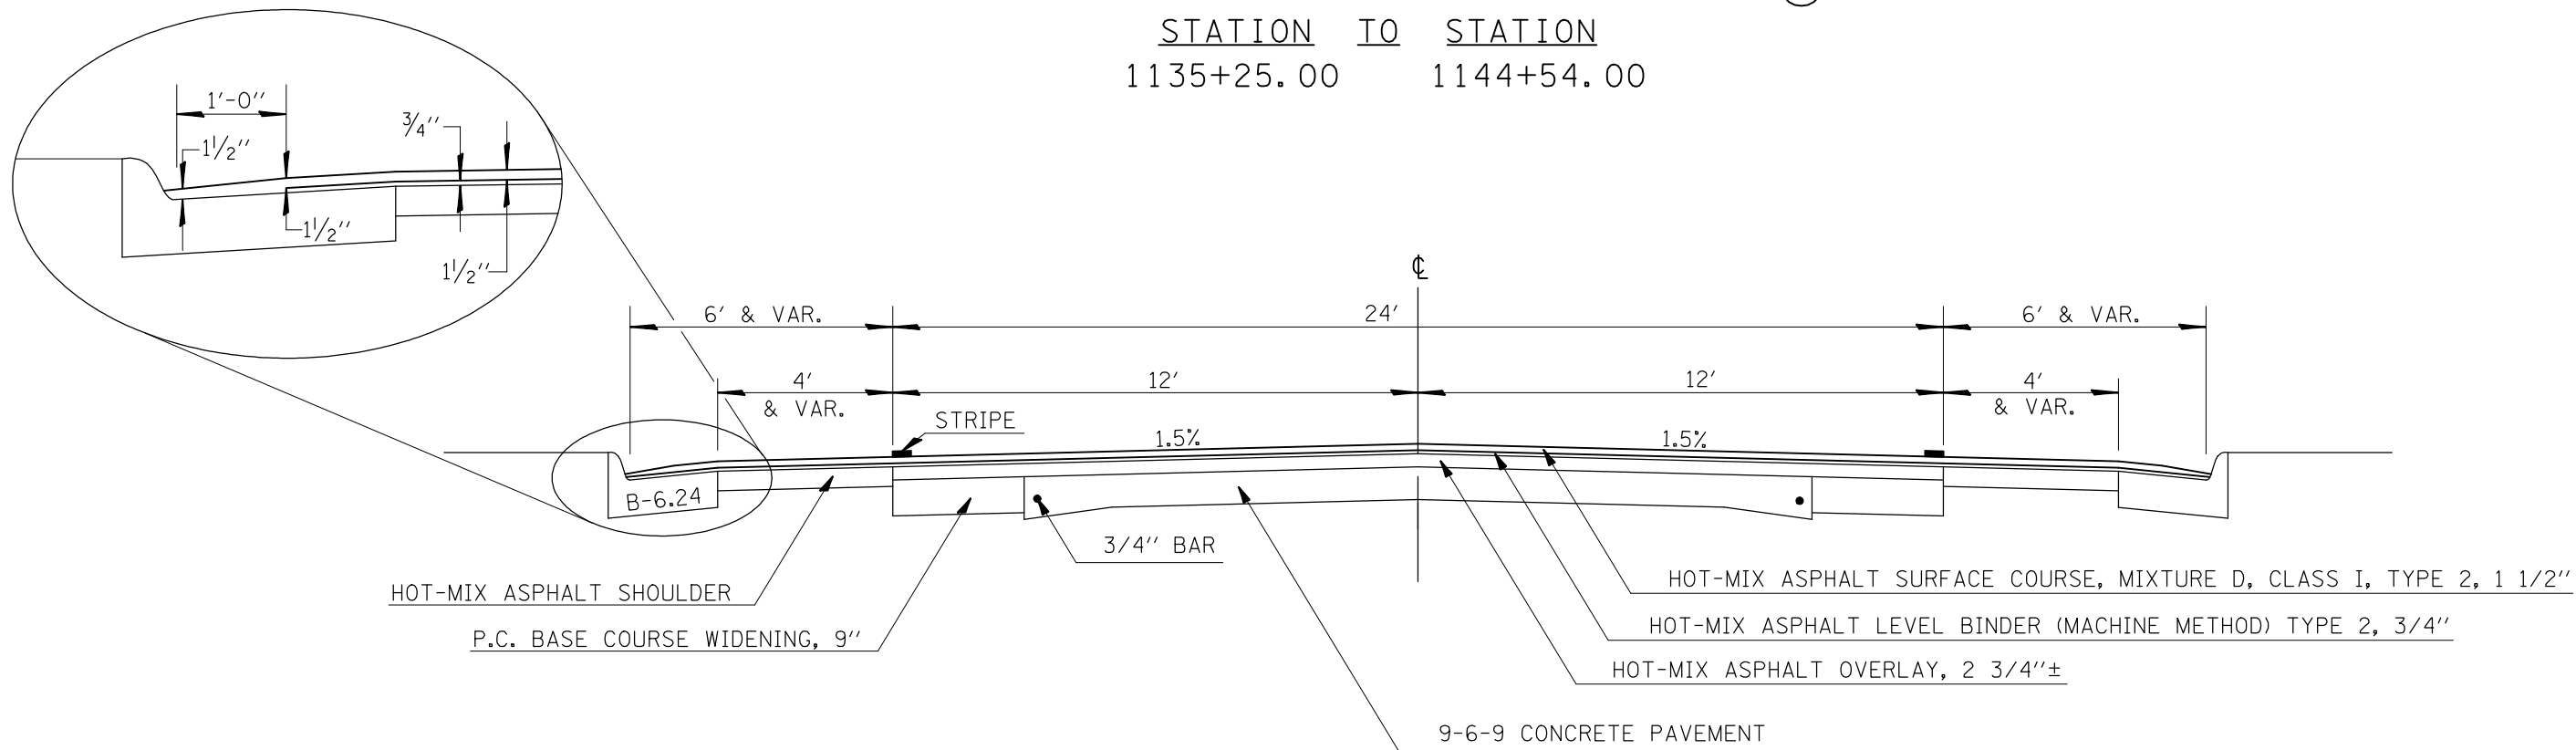 STATION TO STATION
1135+25.00 1144+54.00
1'-0"
3/4"
1 1/2"
1 1/2"
1 1/2"
℄
6' & VAR.
24'
6' & VAR.
4'
& VAR.
12'
12'
4'
& VAR.
STRIPE
1.5%
1.5%
B-6.24
3/4" BAR
HOT-MIX ASPHALT SHOULDER
P.C. BASE COURSE WIDENING, 9"
HOT-MIX ASPHALT SURFACE COURSE, MIXTURE D, CLASS I, TYPE 2, 1 1/2"
HOT-MIX ASPHALT LEVEL BINDER (MACHINE METHOD) TYPE 2, 3/4"
HOT-MIX ASPHALT OVERLAY, 2 3/4"±
9-6-9 CONCRETE PAVEMENT